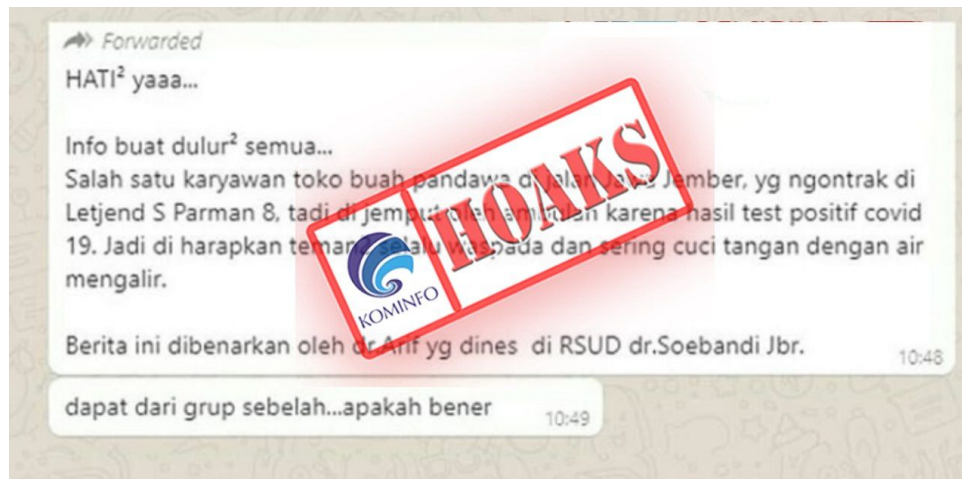 Forwarded
HATI² yaaa...
Info buat dulur² semua...
Salah satu karyawan toko buah pandawa di jalan Jawa Jember, yg ngontrak di
Letjend S Parman 8, tadi di jemput oleh ambulan karena hasil test positif covid
19. Jadi di harapkan teman2 selalu waspada dan sering cuci tangan dengan air
mengalir.
Berita ini dibenarkan oleh dr.Arif yg dines di RSUD dr.Soebandi Jbr.
10:48
HOAKS
KOMINFO
dapat dari grup sebelah...apakah bener
10:49